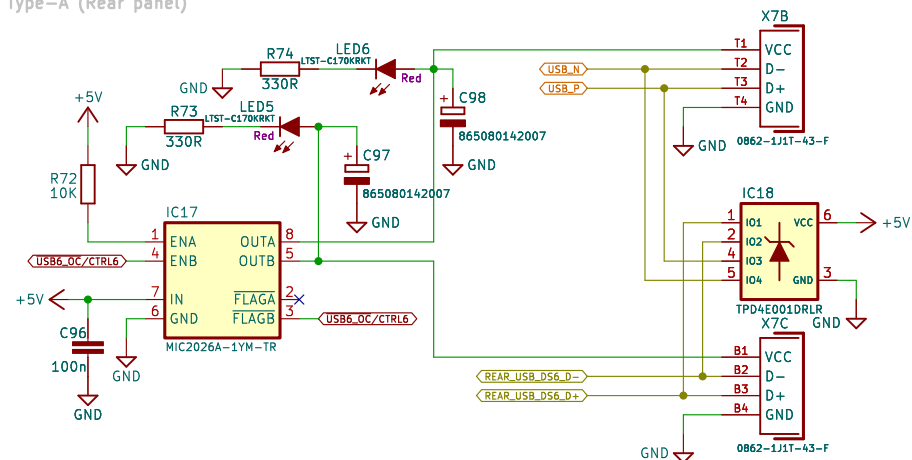 Type-A (Rear panel)
X7B
R74
LED6
LTST-C170KRKT
T1
VCC
Red
USB_N
T2
D-
GND
330R
USB_P
T3
D+
+5V
R73
LED5
LTST-C170KRKT
+
C98
T4
GND
Red
865080142007
0862-1J1T-43-F
330R
GND
GND
+
C97
GND
R72
10K
865080142007
IC18
IC17
GND
1
IO1
VCC
6
+5V
1
ENA
OUTA
8
2
IO2
USB6_OC/CTRL6
4
ENB
OUTB
5
4
IO3
5
IO4
GND
3
+5V
7
IN
FLAGA
2
TPD4E001DRLR
6
GND
FLAGB
3
USB6_OC/CTRL6
X7C
GND
C96
MIC2026A-1YM-TR
B1
VCC
100n
GND
REAR_USB_DS6_D-
B2
D-
REAR_USB_DS6_D+
B3
D+
GND
B4
GND
GND
0862-1J1T-43-F